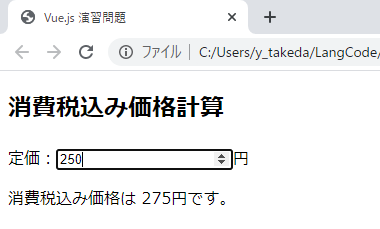 Vue.js 演習問題
ファイル | C:/Users/y_takeda/LangCode/
消費税込み価格計算
定価：250円
消費税込み価格は 275円です。